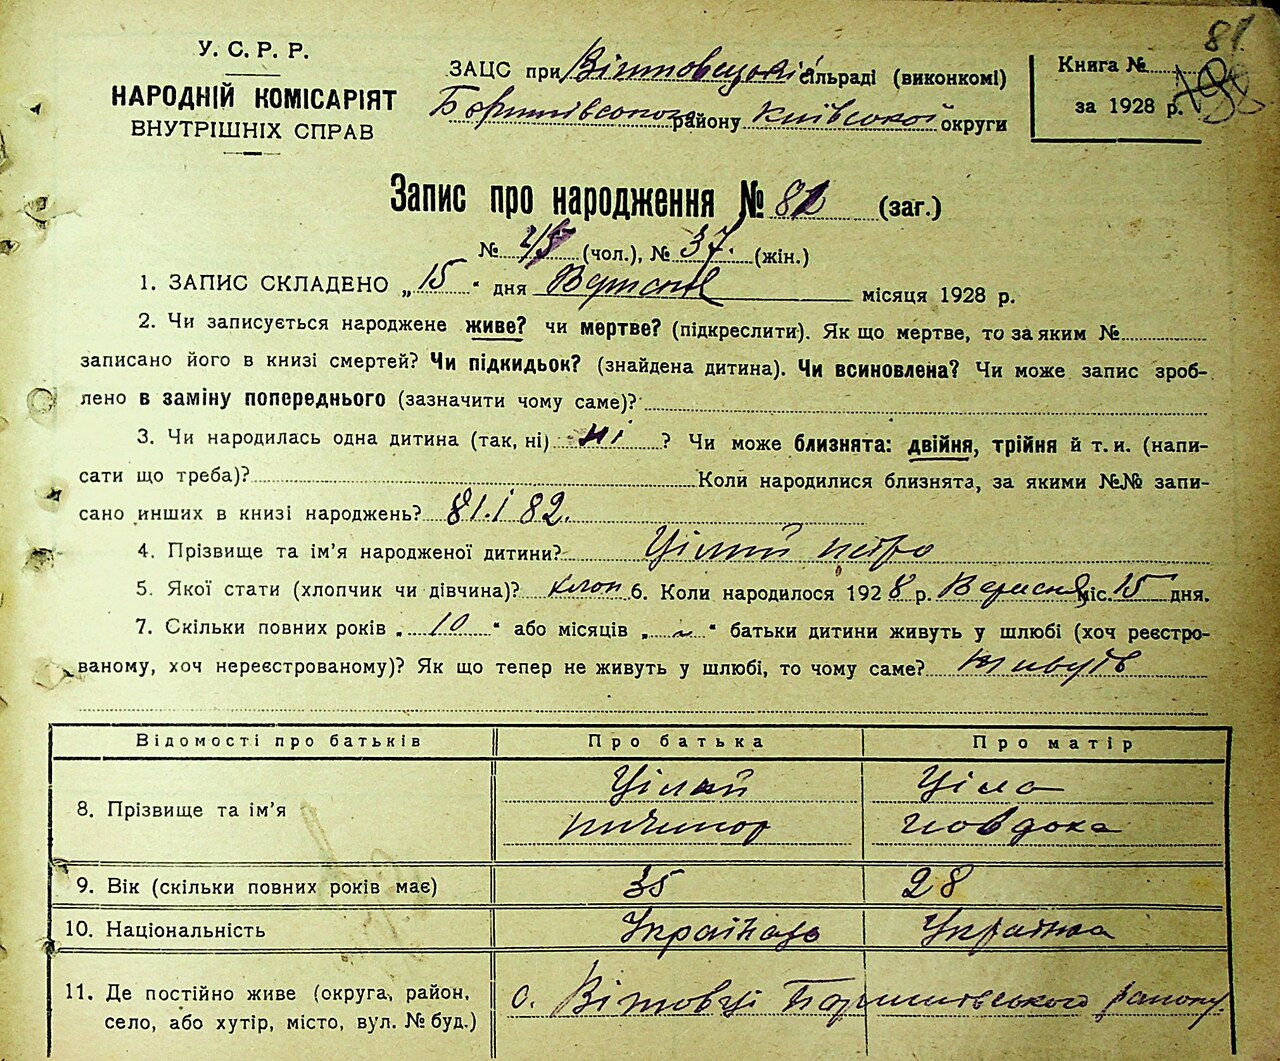 81
У. С. Р. Р.
НАРОДНІЙ КОМІСАРІЯТ
ВНУТРІШНІХ СПРАВ
ЗАЦС при Вітовецькій сільраді (виконкомі)
району Київської округи
Книга №
за 1928 р.
Запис про народження № 82 (заг.)
№ 45 (чол.), № 37. (жін.)
1. ЗАПИС СКЛАДЕНО „15“ дня Вересня місяця 1928 р.
2. Чи записується народжене живе? чи мертве? (підкреслити). Як що мертве, то за яким №
записано його в книзі смертей? Чи підкидьок? (знайдена дитина). Чи всиновлена? Чи може запис зроб-
лено в заміну попереднього (зазначити чому саме)?
3. Чи народилась одна дитина (так, ні) ні ? Чи може близнята: двійня, трійня й т. и. (напи-
сати що треба)? Коли народилися близнята, за якими №№ запи-
сано инших в книзі народжень? 81 і 82.
4. Прізвище та ім'я народженої дитини? Цілий Петро
5. Якої стати (хлопчик чи дівчина)? хлоп 6. Коли народилося 1928 р. Вересня міс. 15 дня.
7. Скільки повних років „10“ або місяців „~“ батьки дитини живуть у шлюбі (хоч реєстро-
ваному, хоч нереєстрованому)? Як що тепер не живуть у шлюбі, то чому саме? живуть
Відомості про батьків Про батька Про матір
8. Прізвище та ім'я Цілий Ничипор Ціла Явдоха
9. Вік (скільки повних років має) 35 28
10. Національність Українець Українка
11. Де постійно живе (округа, район,
село, або хутір, місто, вул. № буд.) с. Вітовці району